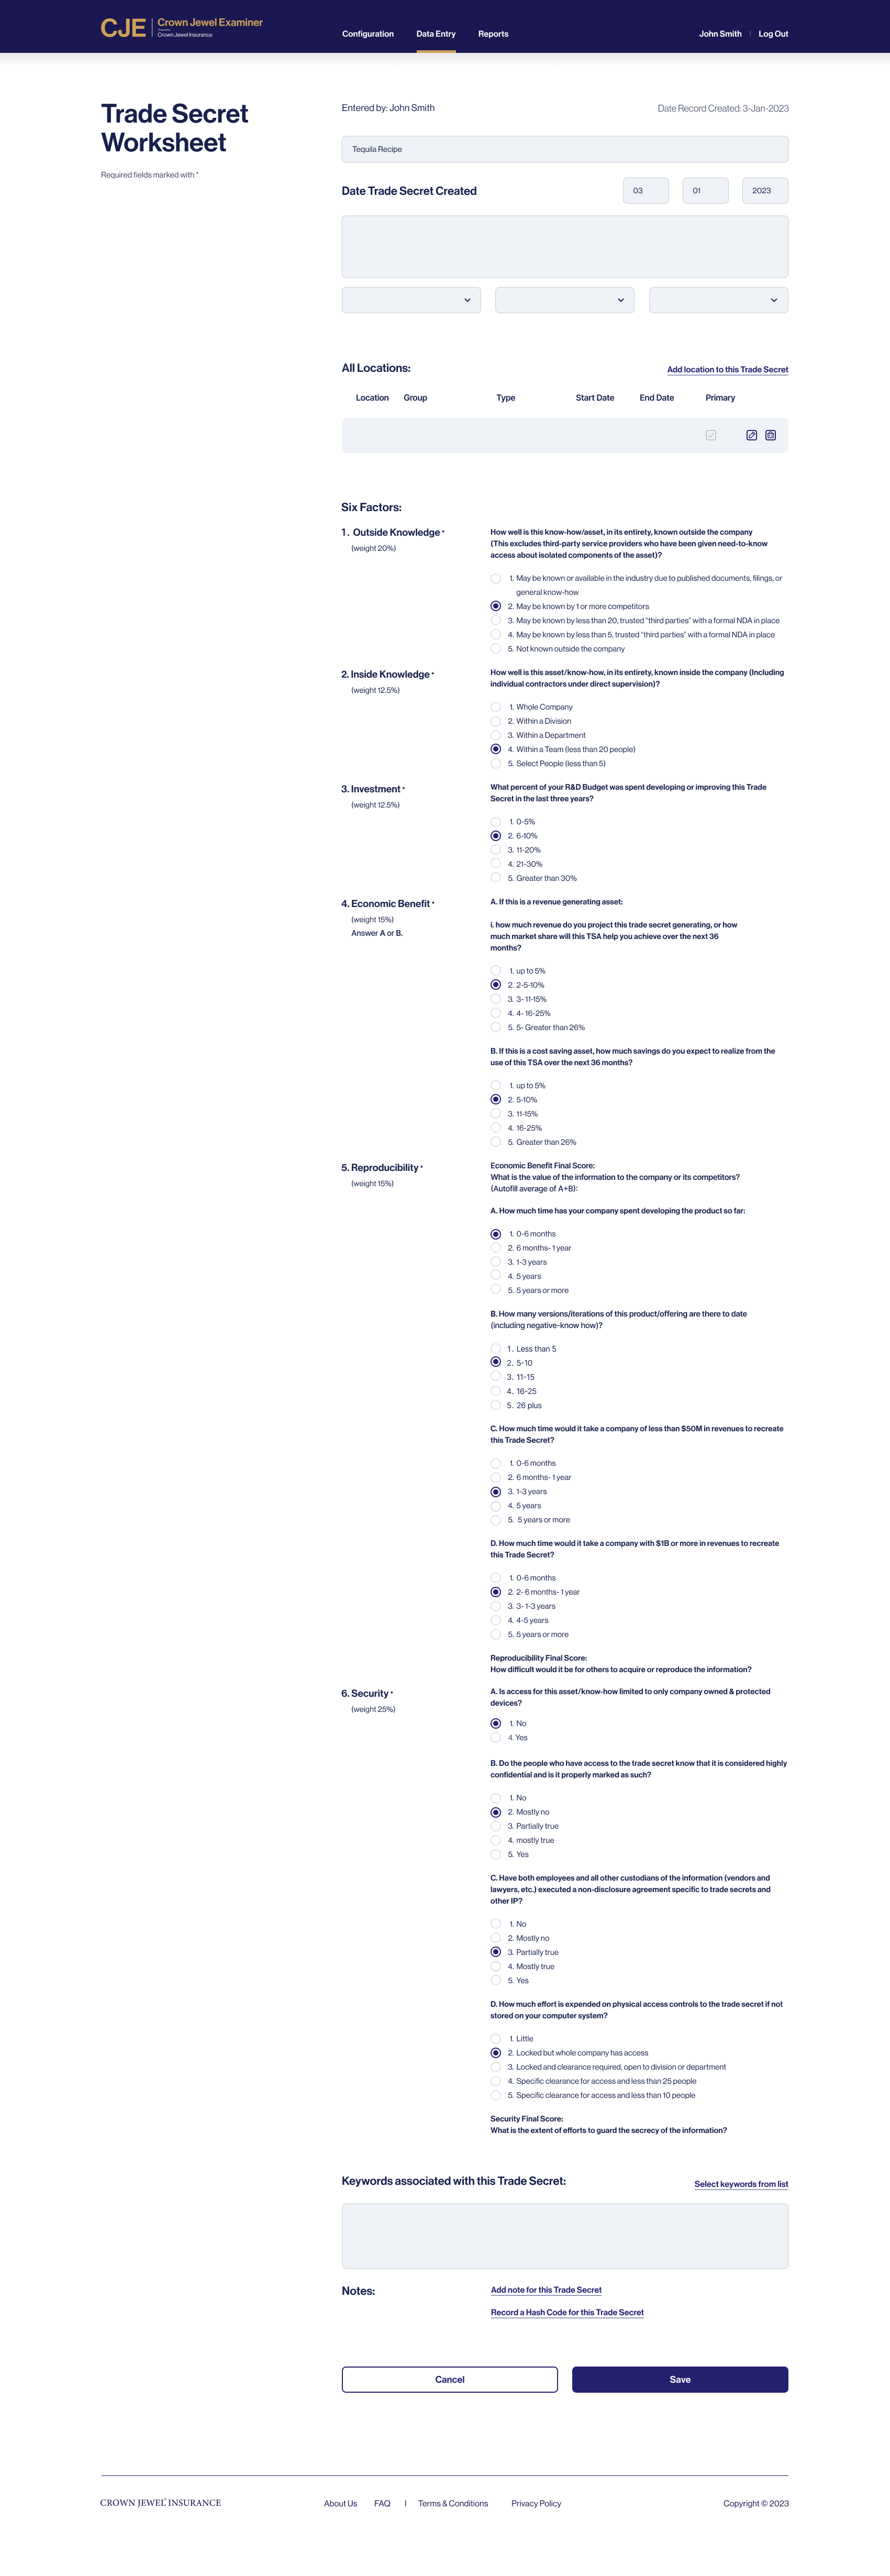 CJE
Crown Jewel Examiner
Crown Jewel Insurance
Configuration
Data Entry
Reports
John Smith
Log Out
Trade Secret
Worksheet
Required fields marked with *
Entered by: John Smith
Date Record Created: 3-Jan-2023
Tequila Recipe
Date Trade Secret Created
03
01
2023
All Locations:
Add location to this Trade Secret
Location
Group
Type
Start Date
End Date
Primary
Six Factors:
1. Outside Knowledge *
(weight 20%)
How well is this know-how/asset, in its entirety, known outside the company
(This excludes third-party service providers who have been given need-to-know
access about isolated components of the asset)?
1. May be known or available in the industry due to published documents, filings, or
general know-how
2. May be known by 1 or more competitors
3. May be known by less than 20, trusted “third parties” with a formal NDA in place
4. May be known by less than 5, trusted “third parties” with a formal NDA in place
5. Not known outside the company
2. Inside Knowledge *
(weight 12.5%)
How well is this asset/know-how, in its entirety, known inside the company (Including
individual contractors under direct supervision)?
1. Whole Company
2. Within a Division
3. Within a Department
4. Within a Team (less than 20 people)
5. Select People (less than 5)
3. Investment *
(weight 12.5%)
What percent of your R&D Budget was spent developing or improving this Trade
Secret in the last three years?
1. 0-5%
2. 6-10%
3. 11-20%
4. 21-30%
5. Greater than 30%
4. Economic Benefit *
(weight 15%)
Answer A or B.
A. If this is a revenue generating asset:
i. how much revenue do you project this trade secret generating, or how
much market share will this TSA help you achieve over the next 36
months?
1. up to 5%
2. 2-5-10%
3. 3- 11-15%
4. 4- 16-25%
5. 5- Greater than 26%
B. If this is a cost saving asset, how much savings do you expect to realize from the
use of this TSA over the next 36 months?
1. up to 5%
2. 5-10%
3. 11-15%
4. 16-25%
5. Greater than 26%
5. Reproducibility *
(weight 15%)
Economic Benefit Final Score:
What is the value of the information to the company or its competitors?
(Autofill average of A+B):
A. How much time has your company spent developing the product so far:
1. 0-6 months
2. 6 months- 1 year
3. 1-3 years
4. 5 years
5. 5 years or more
B. How many versions/iterations of this product/offering are there to date
(including negative-know how)?
1. Less than 5
2. 5-10
3. 11-15
4. 16-25
5. 26 plus
C. How much time would it take a company of less than $50M in revenues to recreate
this Trade Secret?
1. 0-6 months
2. 6 months- 1 year
3. 1-3 years
4. 5 years
5. 5 years or more
D. How much time would it take a company with $1B or more in revenues to recreate
this Trade Secret?
1. 0-6 months
2. 2- 6 months- 1 year
3. 3- 1-3 years
4. 4-5 years
5. 5 years or more
Reproducibility Final Score:
How difficult would it be for others to acquire or reproduce the information?
6. Security *
(weight 25%)
A. Is access for this asset/know-how limited to only company owned & protected
devices?
1. No
4. Yes
B. Do the people who have access to the trade secret know that it is considered highly
confidential and is it properly marked as such?
1. No
2. Mostly no
3. Partially true
4. mostly true
5. Yes
C. Have both employees and all other custodians of the information (vendors and
lawyers, etc.) executed a non-disclosure agreement specific to trade secrets and
other IP?
1. No
2. Mostly no
3. Partially true
4. Mostly true
5. Yes
D. How much effort is expended on physical access controls to the trade secret if not
stored on your computer system?
1. Little
2. Locked but whole company has access
3. Locked and clearance required, open to division or department
4. Specific clearance for access and less than 25 people
5. Specific clearance for access and less than 10 people
Security Final Score:
What is the extent of efforts to guard the secrecy of the information?
Keywords associated with this Trade Secret:
Select keywords from list
Notes:
Add note for this Trade Secret
Record a Hash Code for this Trade Secret
Cancel
Save
CROWN JEWEL® INSURANCE
About Us
FAQ
|
Terms & Conditions
Privacy Policy
Copyright © 2023